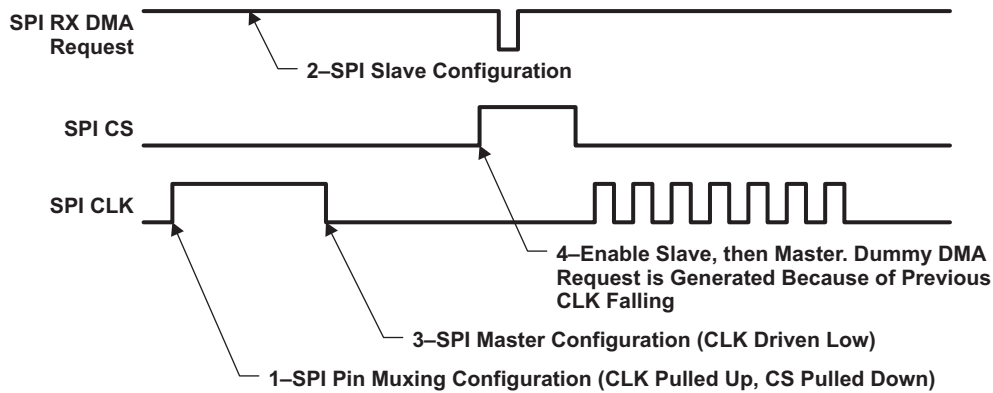 SPI RX DMA
Request
2–SPI Slave Configuration
SPI CS
SPI CLK
4–Enable Slave, then Master. Dummy DMA
Request is Generated Because of Previous
CLK Falling
3–SPI Master Configuration (CLK Driven Low)
1–SPI Pin Muxing Configuration (CLK Pulled Up, CS Pulled Down)